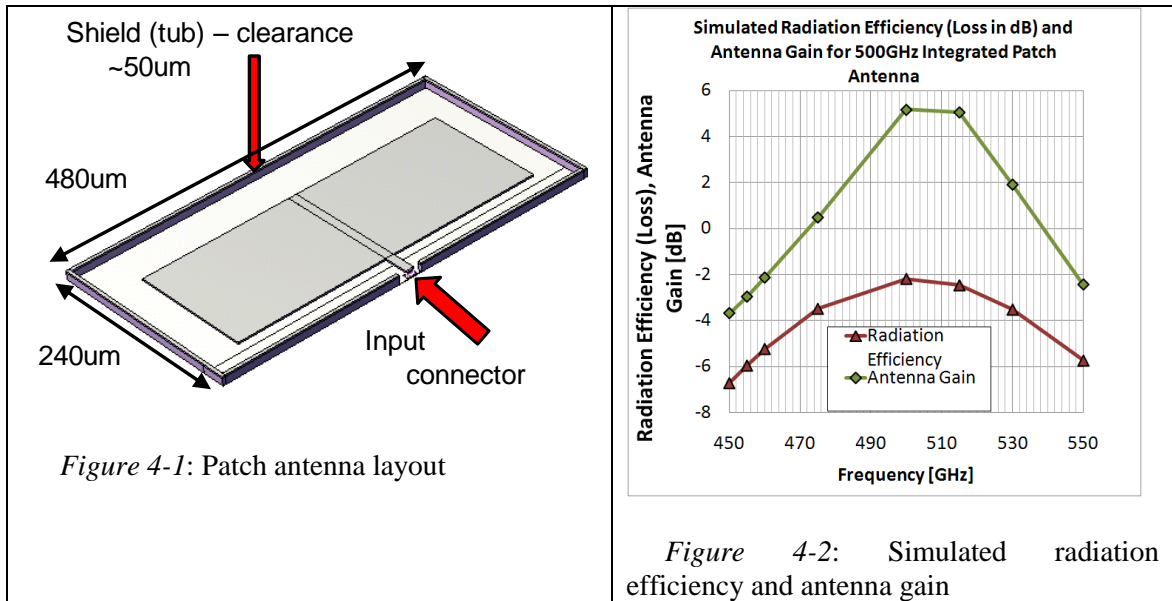 Shield (tub) – clearance
~50um
480um
240um
Input
connector
Figure 4-1: Patch antenna layout
Simulated Radiation Efficiency (Loss in dB) and
Antenna Gain for 500GHz Integrated Patch
Antenna
Radiation Efficiency (Loss), Antenna
Gain [dB]
6
4
2
0
-2
-4
-6
-8
Radiation
Efficiency
Antenna Gain
450 470 490 510 530 550
Frequency [GHz]
Figure 4-2: Simulated radiation
efficiency and antenna gain